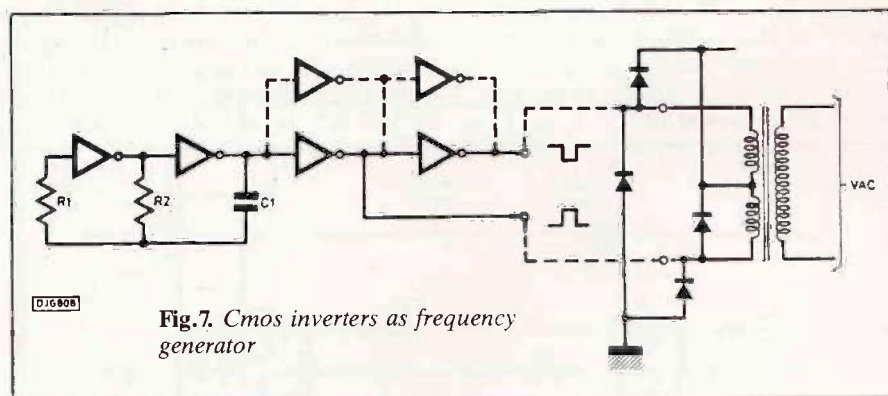 R1
R2
C1
VAC
DJG808
Fig.7. Cmos inverters as frequency
generator